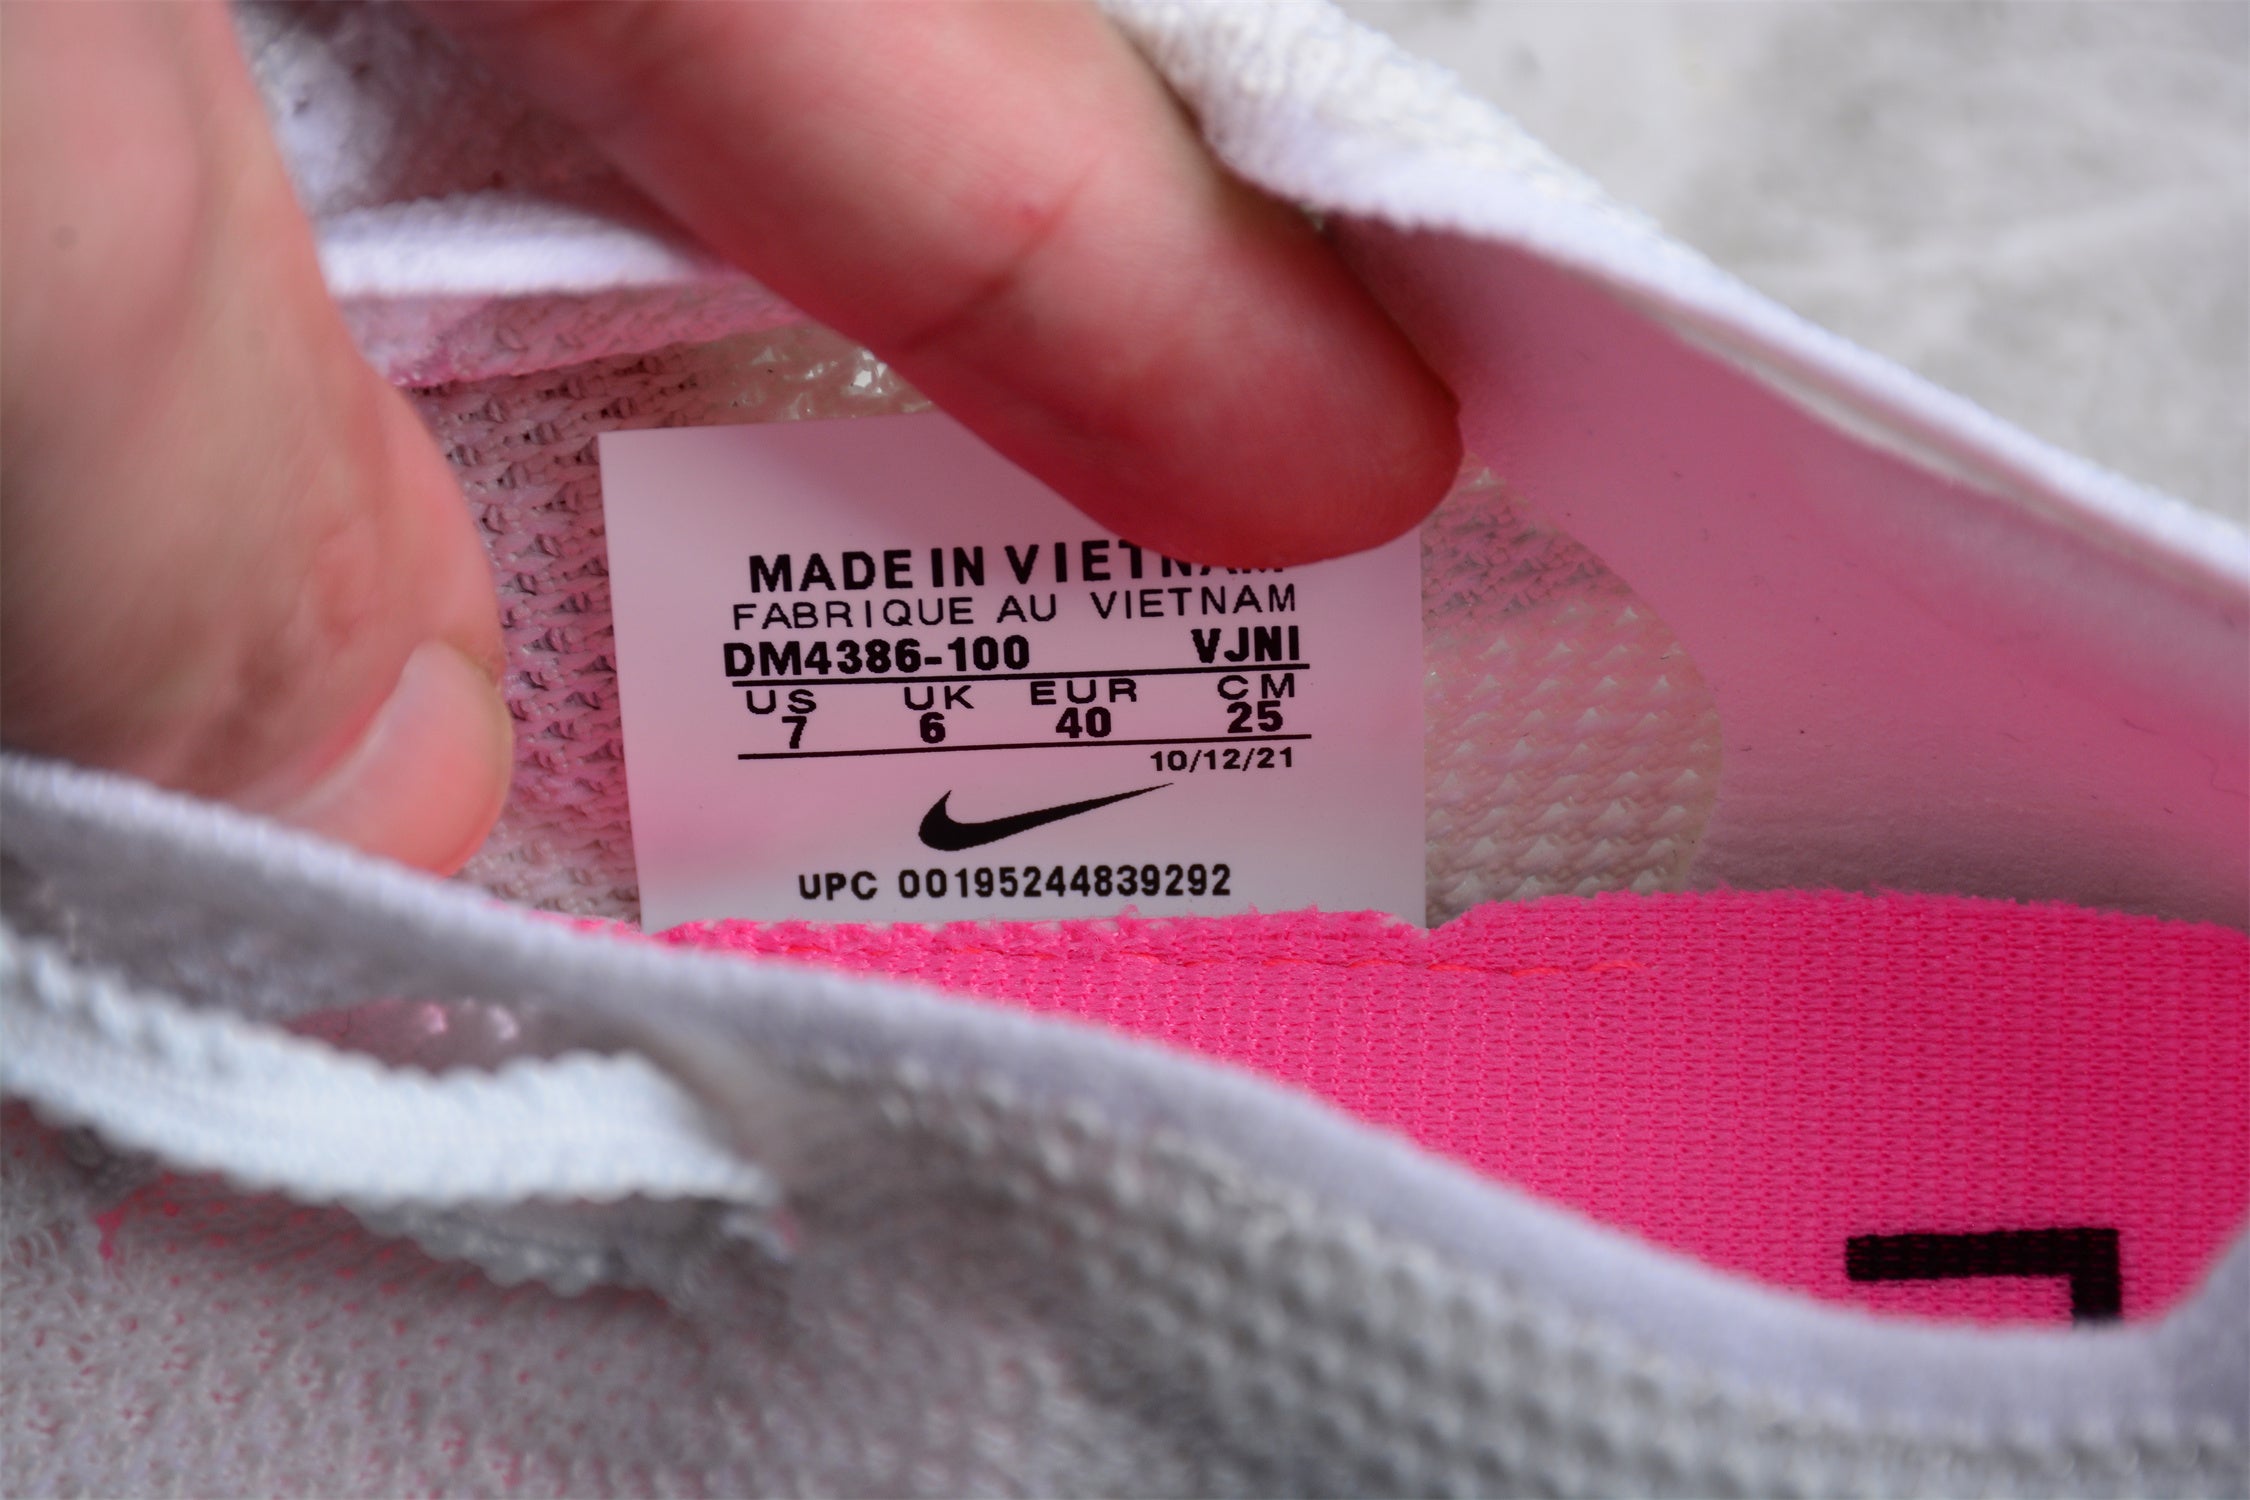 MADE IN VIETNAM
FABRIQUE AU VIETNAM
DM4386-100 VJNI
US UK EUR CM
7 6 40 25
10/12/21
UPC 00195244839292